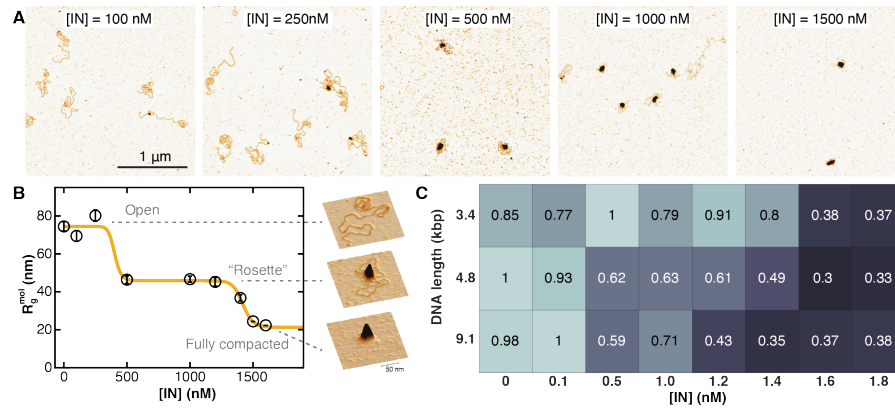 A
[IN] = 100 nM
[IN] = 250nM
[IN] = 500 nM
[IN] = 1000 nM
[IN] = 1500 nM
1 µm
B
R_g^mol (nm)
80
60
40
20
0
Open
"Rosette"
Fully compacted
0
500
1000
1500
[IN] (nM)
50 nm
C
DNA length (kbp)
3.4
0.85 0.77 1 0.79 0.91 0.8 0.38 0.37
4.8
1 0.93 0.62 0.63 0.61 0.49 0.3 0.33
9.1
0.98 1 0.59 0.71 0.43 0.35 0.37 0.38
0 0.1 0.5 1.0 1.2 1.4 1.6 1.8
[IN] (nM)